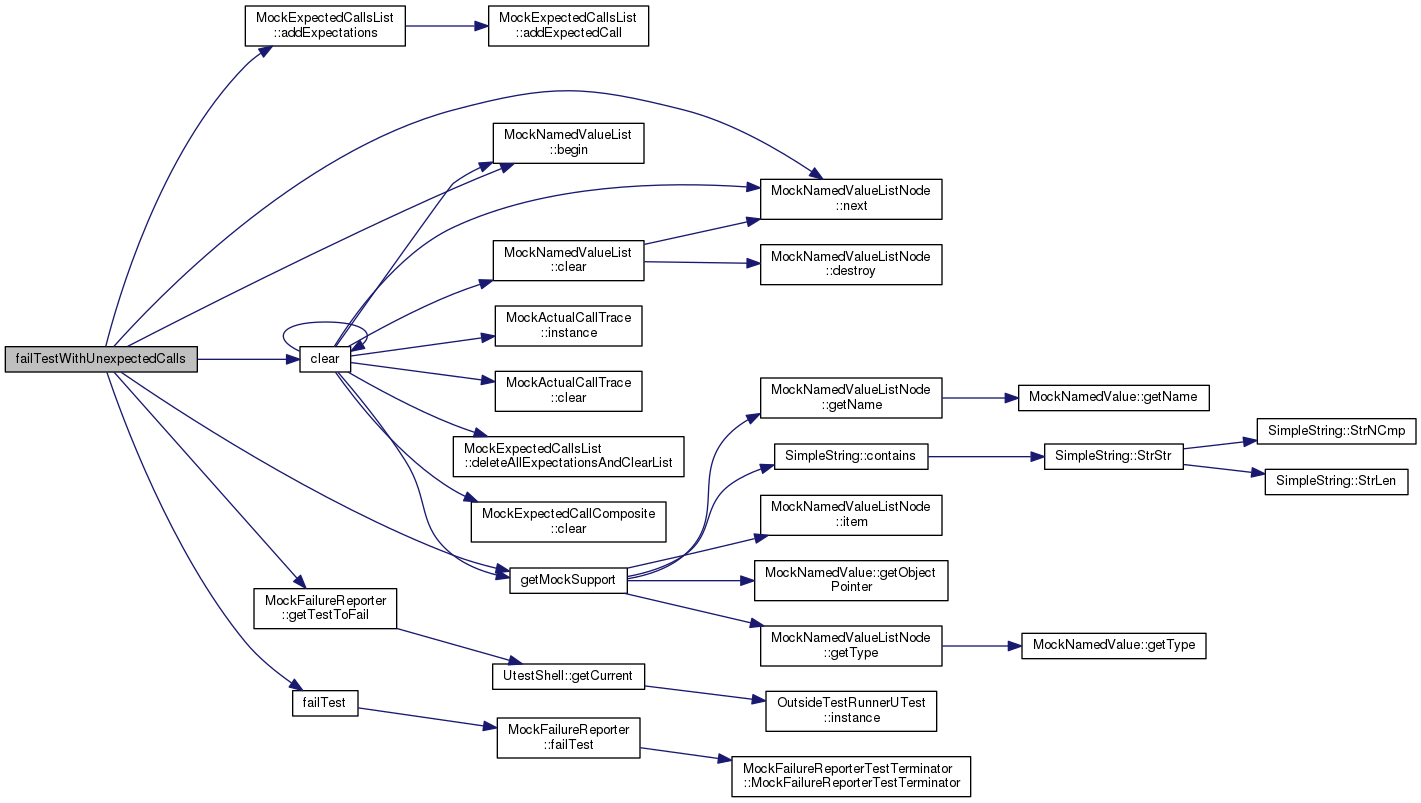 MockExpectedCallsList
::addExpectations
MockExpectedCallsList
::addExpectedCall
MockNamedValueList
::begin
MockNamedValueListNode
::next
MockNamedValueList
::clear
MockNamedValueListNode
::destroy
MockActualCallTrace
::instance
failTestWithUnexpectedCalls
clear
MockActualCallTrace
::clear
MockNamedValueListNode
::getName
MockNamedValue::getName
MockExpectedCallsList
::deleteAllExpectationsAndClearList
SimpleString::contains
SimpleString::StrStr
SimpleString::StrNCmp
SimpleString::StrLen
MockExpectedCallComposite
::clear
MockNamedValueListNode
::item
getMockSupport
MockNamedValue::getObject
Pointer
MockFailureReporter
::getTestToFail
MockNamedValueListNode
::getType
MockNamedValue::getType
UtestShell::getCurrent
failTest
OutsideTestRunnerUTest
::instance
MockFailureReporter
::failTest
MockFailureReporterTestTerminator
::MockFailureReporterTestTerminator